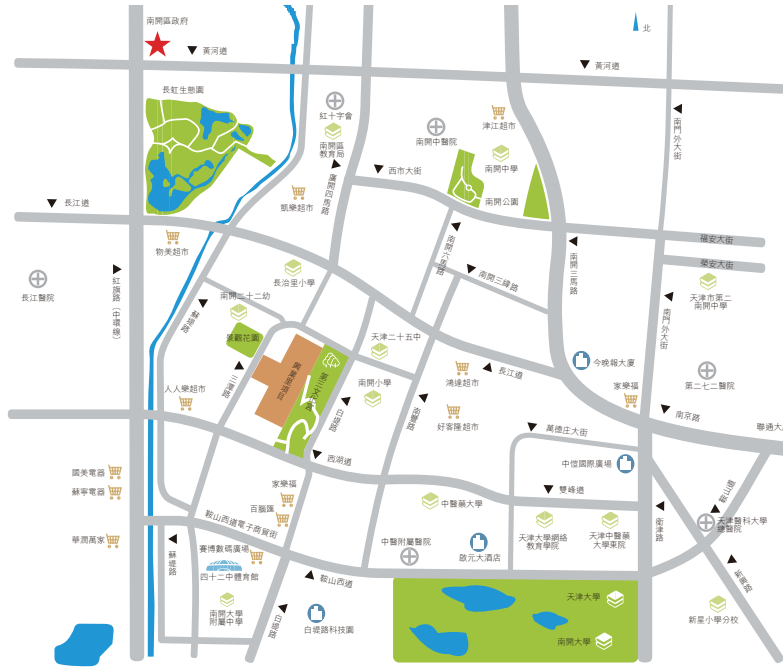 南開區政府
北
黃河道
黃河道
長虹生態園
紅十字會
南開區
教育局
南開中醫院
津江超市
南開中學
南門外大街
西市大街
廣開四馬路
凱樂超市
南開公園
長江道
物美超市
福安大街
榮安大街
南開六馬路
南開三馬路
長江醫院
紅旗路（中環線）
長治里小學
南開三緯路
天津市第二
南開中學
南開二十二幼
蘇堤路
南門外大街
景觀花園
天津二十五中
今晚報大廈
三潭路
南開小學
鴻達超市
長江道
第二七二醫院
人人樂超市
白堤路
南豐路
好客隆超市
家樂福
南京路
聯通大
萬德庄大街
西湖道
中愷國際廣場
國美電器
蘇寧電器
家樂福
百腦匯
雙峰道
鞍山道
鞍山西道電子商貿街
中醫藥大學
天津大學網絡
教育學院
天津中醫藥
大學東院
衛津路
天津醫科大學
總醫院
華潤萬家
蘇堤路
賽博數碼廣場
四十二中體育館
中醫附屬醫院
啟元大酒店
鞍山西道
南開大學
附屬中學
白堤路
白堤路科技園
天津大學
南開大學
新星小學分校